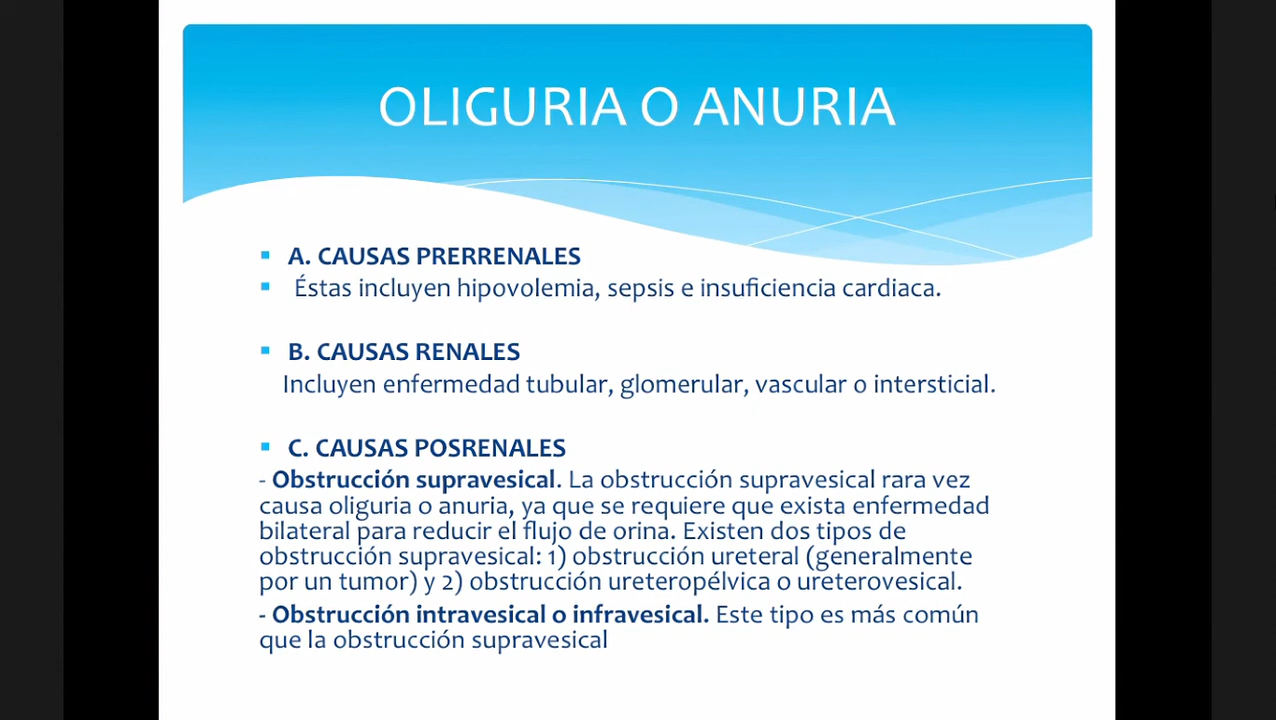 OLIGURIA O ANURIA
A. CAUSAS PRERRENALES
Éstas incluyen hipovolemia, sepsis e insuficiencia cardiaca.
B. CAUSAS RENALES
Incluyen enfermedad tubular, glomerular, vascular o intersticial.
C. CAUSAS POSRENALES
- Obstrucción supravesical. La obstrucción supravesical rara vez
causa oliguria o anuria, ya que se requiere que exista enfermedad
bilateral para reducir el flujo de orina. Existen dos tipos de
obstrucción supravesical: 1) obstrucción ureteral (generalmente
por un tumor) y 2) obstrucción ureteropélvica o ureterovesical.
- Obstrucción intravesical o infravesical. Este tipo es más común
que la obstrucción supravesical